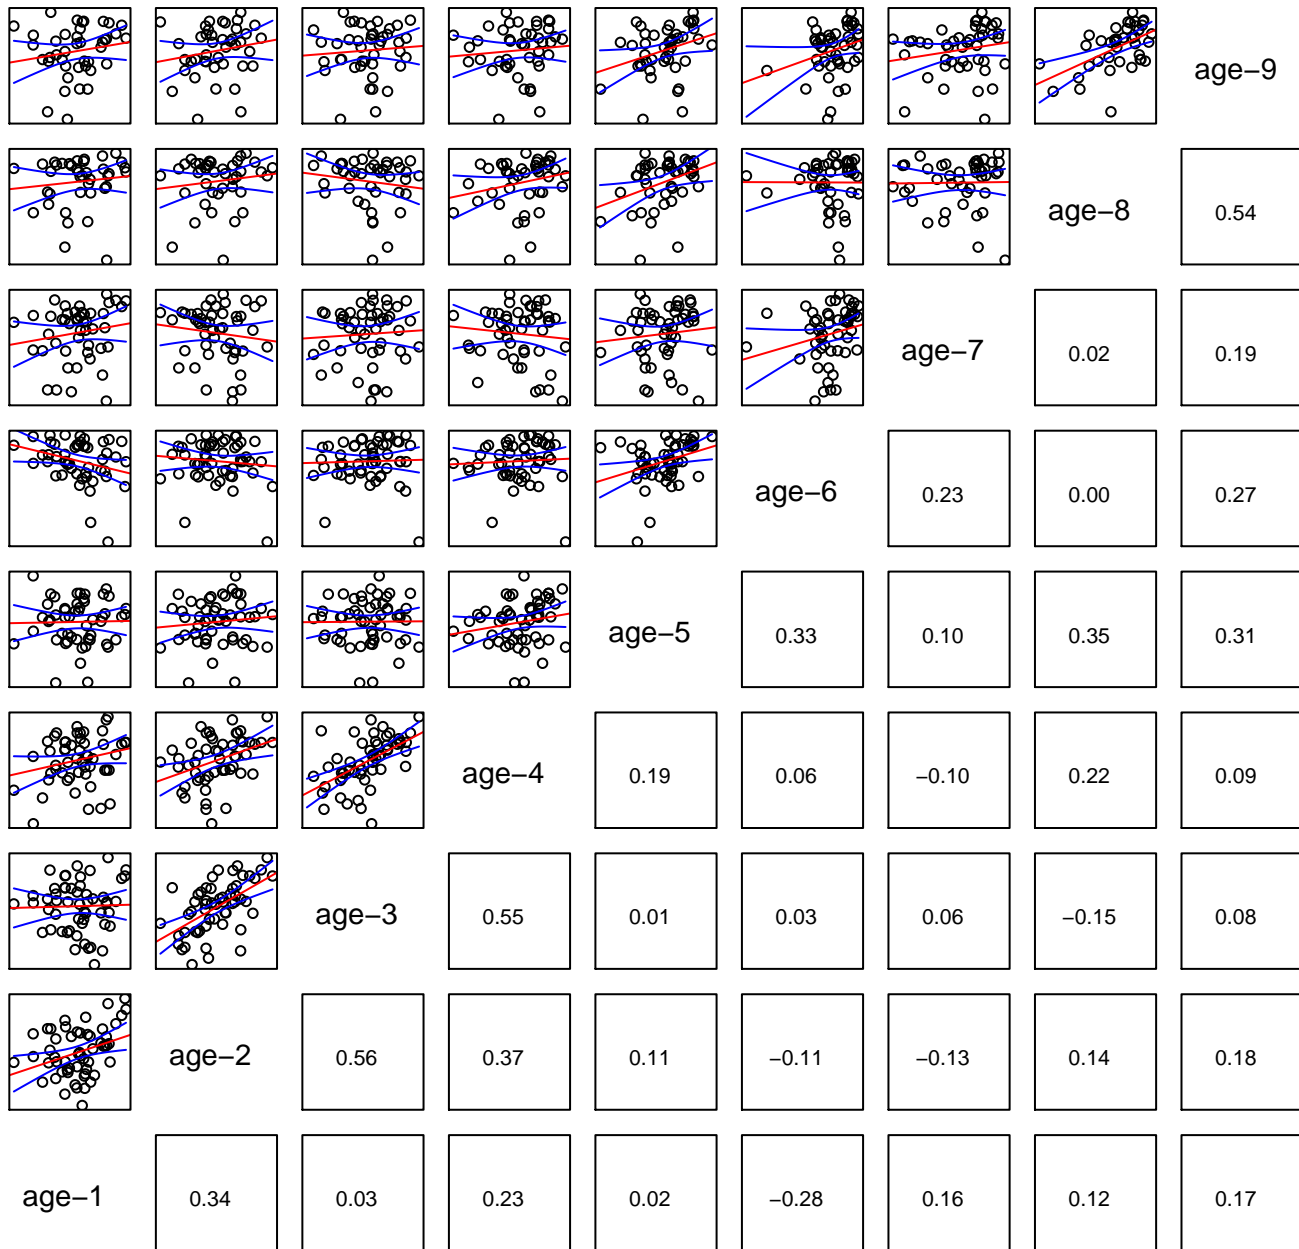 age−9
age−8 0.54
age−7 0.02 0.19
age−6 0.23 0.00 0.27
age−5 0.33 0.10 0.35 0.31
age−4 0.19 0.06 −0.10 0.22 0.09
age−3 0.55 0.01 0.03 0.06 −0.15 0.08
age−2 0.56 0.37 0.11 −0.11 −0.13 0.14 0.18
age−1 0.34 0.03 0.23 0.02 −0.28 0.16 0.12 0.17